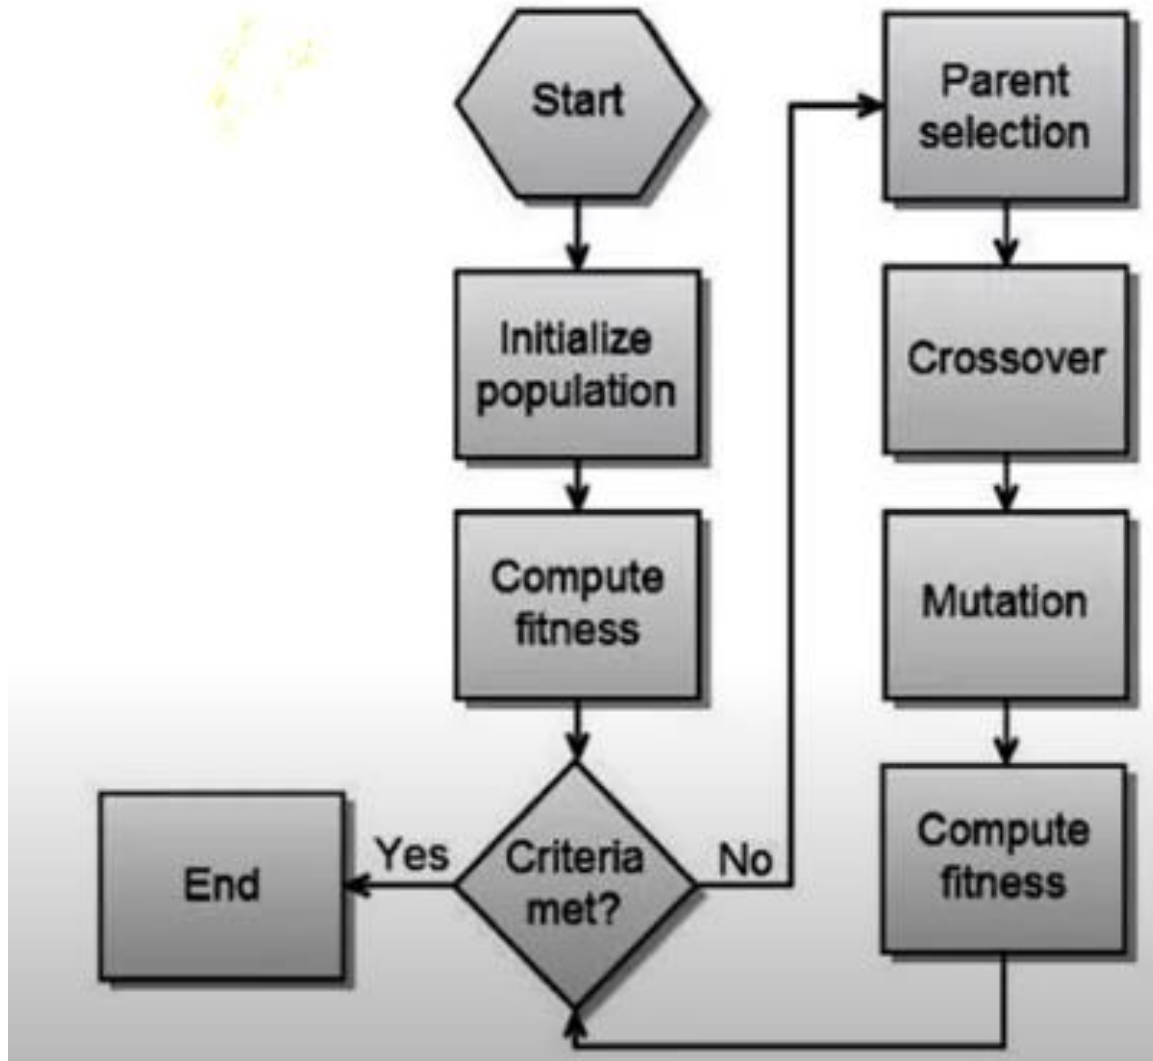 Start
Initialize
population
Compute
fitness
Criteria
met?
Yes
End
No
Parent
selection
Crossover
Mutation
Compute
fitness